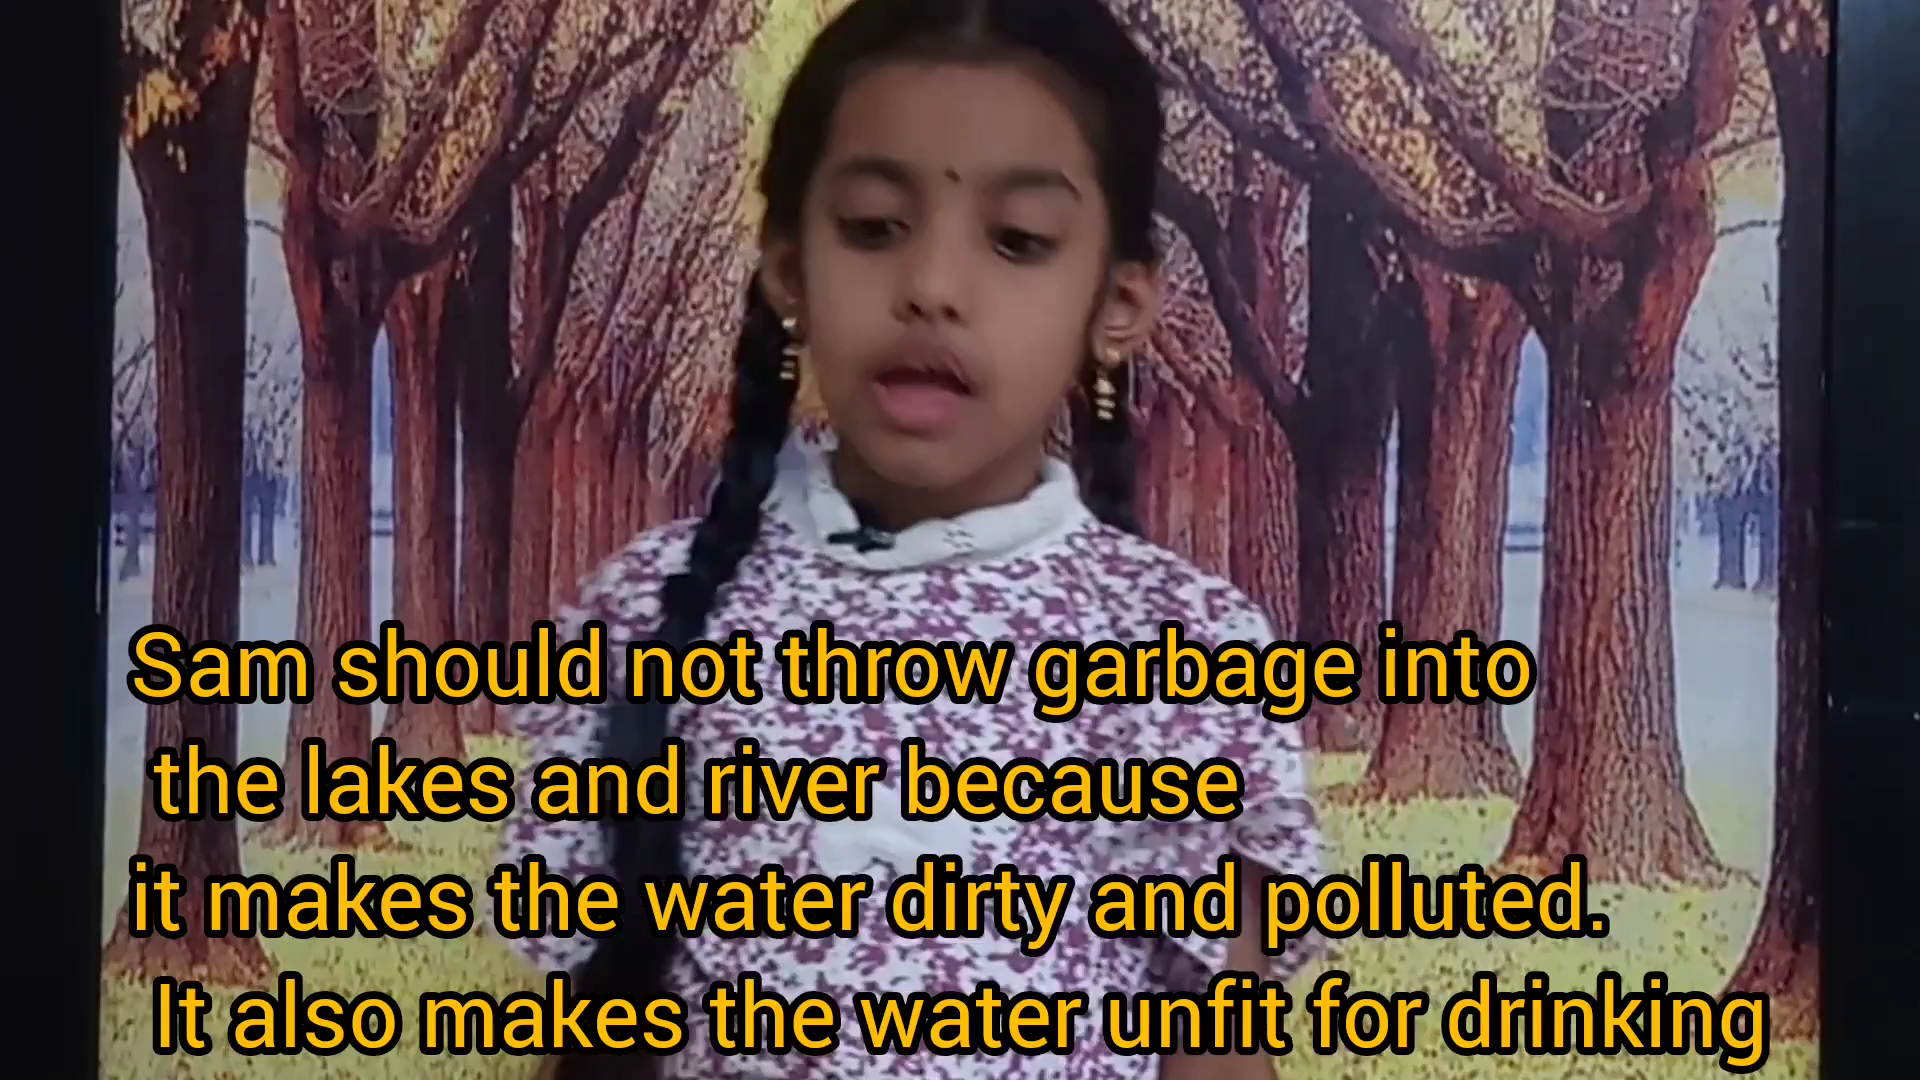 Sam should not throw garbage into
the lakes and river because
it makes the water dirty and polluted.
It also makes the water unfit for drinking